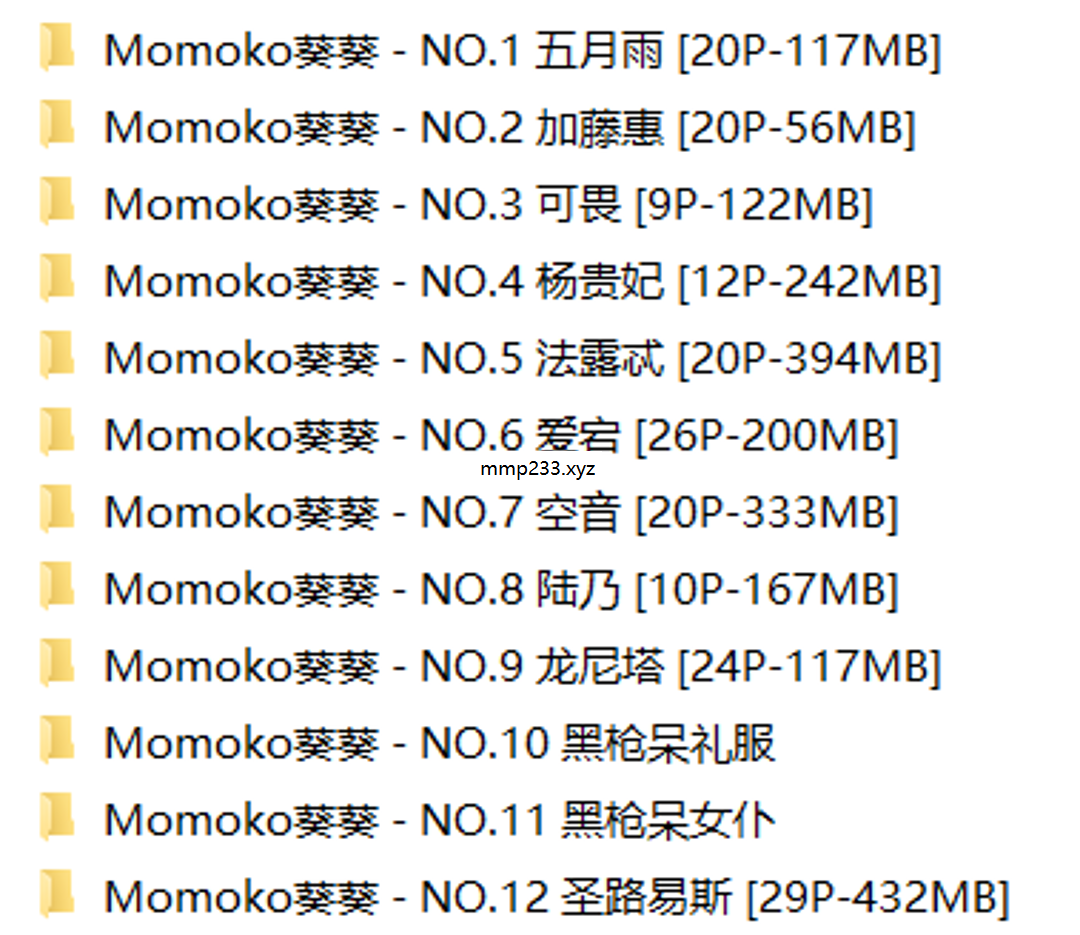 Momoko葵葵 - NO.1 五月雨 [20P-117MB]
Momoko葵葵 - NO.2 加藤惠 [20P-56MB]
Momoko葵葵 - NO.3 可畏 [9P-122MB]
Momoko葵葵 - NO.4 杨贵妃 [12P-242MB]
Momoko葵葵 - NO.5 法露忒 [20P-394MB]
Momoko葵葵 - NO.6 爱宕 [26P-200MB]
mmp233.xyz
Momoko葵葵 - NO.7 空音 [20P-333MB]
Momoko葵葵 - NO.8 陆乃 [10P-167MB]
Momoko葵葵 - NO.9 龙尼塔 [24P-117MB]
Momoko葵葵 - NO.10 黑枪呆礼服
Momoko葵葵 - NO.11 黑枪呆女仆
Momoko葵葵 - NO.12 圣路易斯 [29P-432MB]